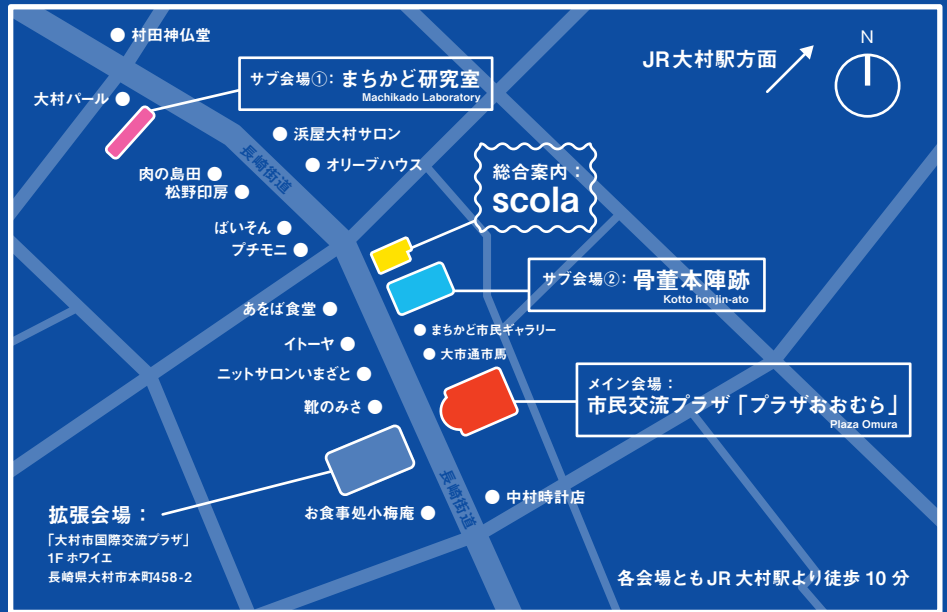 村田神仏堂
サブ会場①：まちかど研究室
Machikado Laboratory
JR大村駅方面
N
大村パール
浜屋大村サロン
オリーブハウス
長崎街道
肉の島田
松野印房
総合案内：
scola
ばいそん
プチモニ
サブ会場②：骨董本陣跡
Kotto honjin-ato
あをば食堂
まちかど市民ギャラリー
イトーヤ
大市通市馬
ニットサロンいまざと
メイン会場：
市民交流プラザ「プラザおおむら」
Plaza Omura
靴のみさ
長崎街道
中村時計店
お食事処小梅庵
拡張会場：
「大村市国際交流プラザ」
1F ホワイエ
長崎県大村市本町458-2
各会場ともJR 大村駅より徒歩 10 分